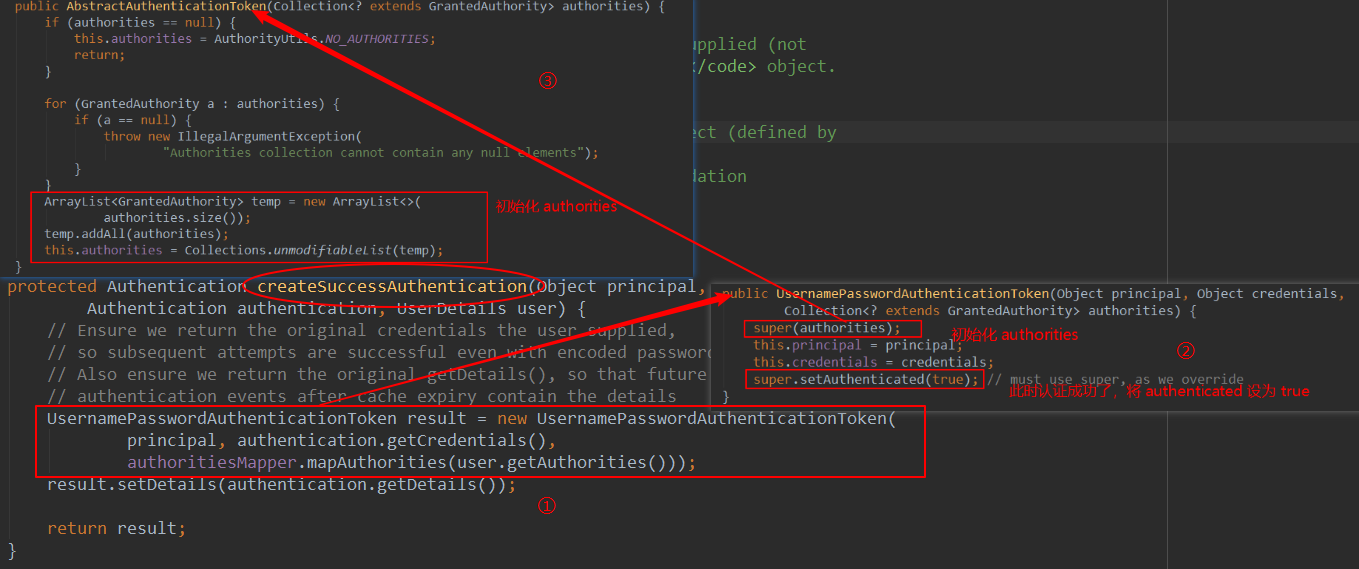 public AbstractAuthenticationToken(Collection<? extends GrantedAuthority> authorities) {
if (authorities == null) {
this.authorities = AuthorityUtils.NO_AUTHORITIES;
return;
}
③
for (GrantedAuthority a : authorities) {
if (a == null) {
throw new IllegalArgumentException(
"Authorities collection cannot contain any null elements");
}
}
ArrayList<GrantedAuthority> temp = new ArrayList<>(
authorities.size());
temp.addAll(authorities);
this.authorities = Collections.unmodifiableList(temp);
}
初始化 authorities
upplied (not
</code> object.
ect (defined by
dation
protected Authentication createSuccessAuthentication(Object principal,
Authentication authentication, UserDetails user) {
// Ensure we return the original credentials the user supplied,
// so subsequent attempts are successful even with encoded password
// Also ensure we return the original getDetails(), so that future
// authentication events after cache expiry contain the details
UsernamePasswordAuthenticationToken result = new UsernamePasswordAuthenticationToken(
principal, authentication.getCredentials(),
authoritiesMapper.mapAuthorities(user.getAuthorities()));
result.setDetails(authentication.getDetails());
①
return result;
}
public UsernamePasswordAuthenticationToken(Object principal, Object credentials,
Collection<? extends GrantedAuthority> authorities) {
super(authorities);
初始化 authorities
this.principal = principal;
②
this.credentials = credentials;
super.setAuthenticated(true); // must use super, as we override
此时认证成功了，将 authenticated 设为 true
}